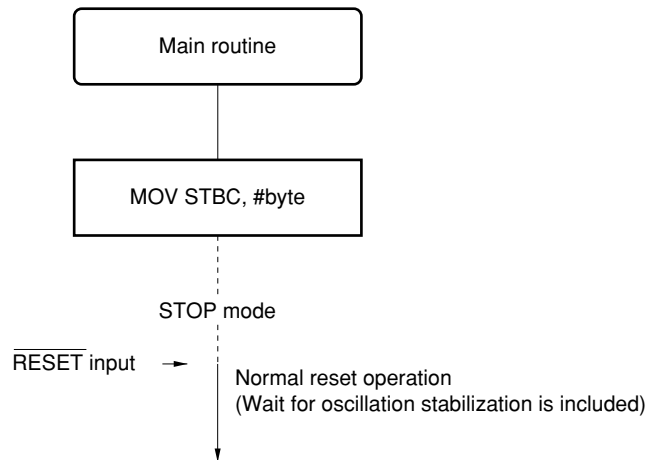 Main routine
MOV STBC, #byte
STOP mode
RESET input
Normal reset operation
(Wait for oscillation stabilization is included)